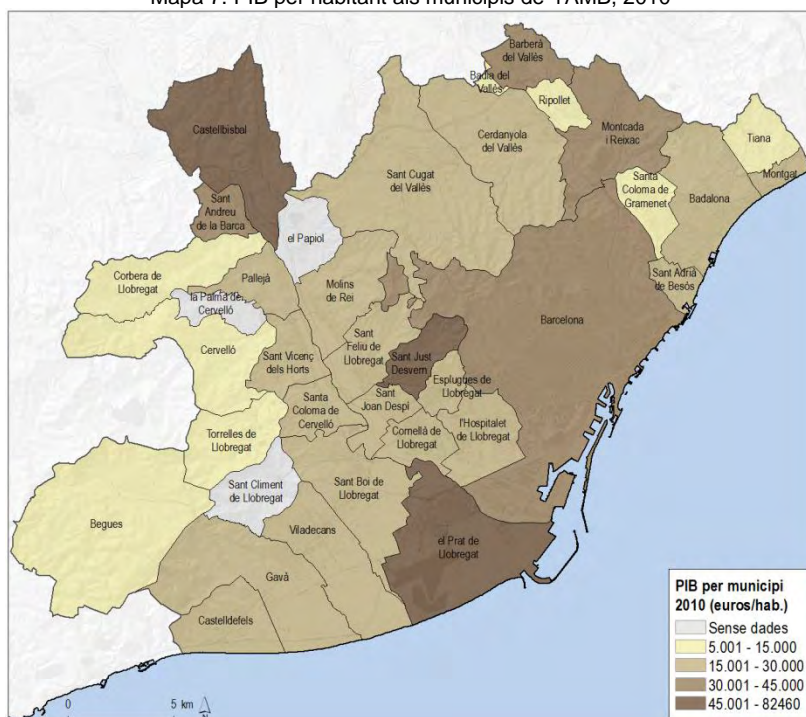 Mapa 7. PIB per habitant als municipis de l'AMB, 2010
Barberà
del Vallès
Badia del
Vallès
Ripollet
Castellbisbal
Cerdanyola
del Vallès
Montcada
i Reixac
Tiana
Montgat
Sant Cugat
del Vallès
Santa
Coloma de
Gramenet
Badalona
Sant
Andreu
de la Barca
el Papiol
Corbera de
Llobregat
Pallejà
Molins
de Rei
Sant Adrià
de Besòs
la Palma de
Cervelló
Barcelona
Cervelló
Sant Vicenç
dels Horts
Sant
Feliu de
Llobregat
Sant Just
Desvern
Esplugues de
Llobregat
Santa
Coloma de
Cervelló
Sant
Joan Despí
Cornellá de
Llobregat
l'Hospitalet
de Llobregat
Torrelles de
Llobregat
Sant Climent
de Llobregat
Sant Boi de
Llobregat
Begues
Viladecans
el Prat de
Llobregat
Gavà
Castelldefels
PIB per municipi
2010 (euros/hab.)
Sense dades
5.001 - 15.000
15.001 - 30.000
30.001 - 45.000
45.001 - 82460
0 5 km
N